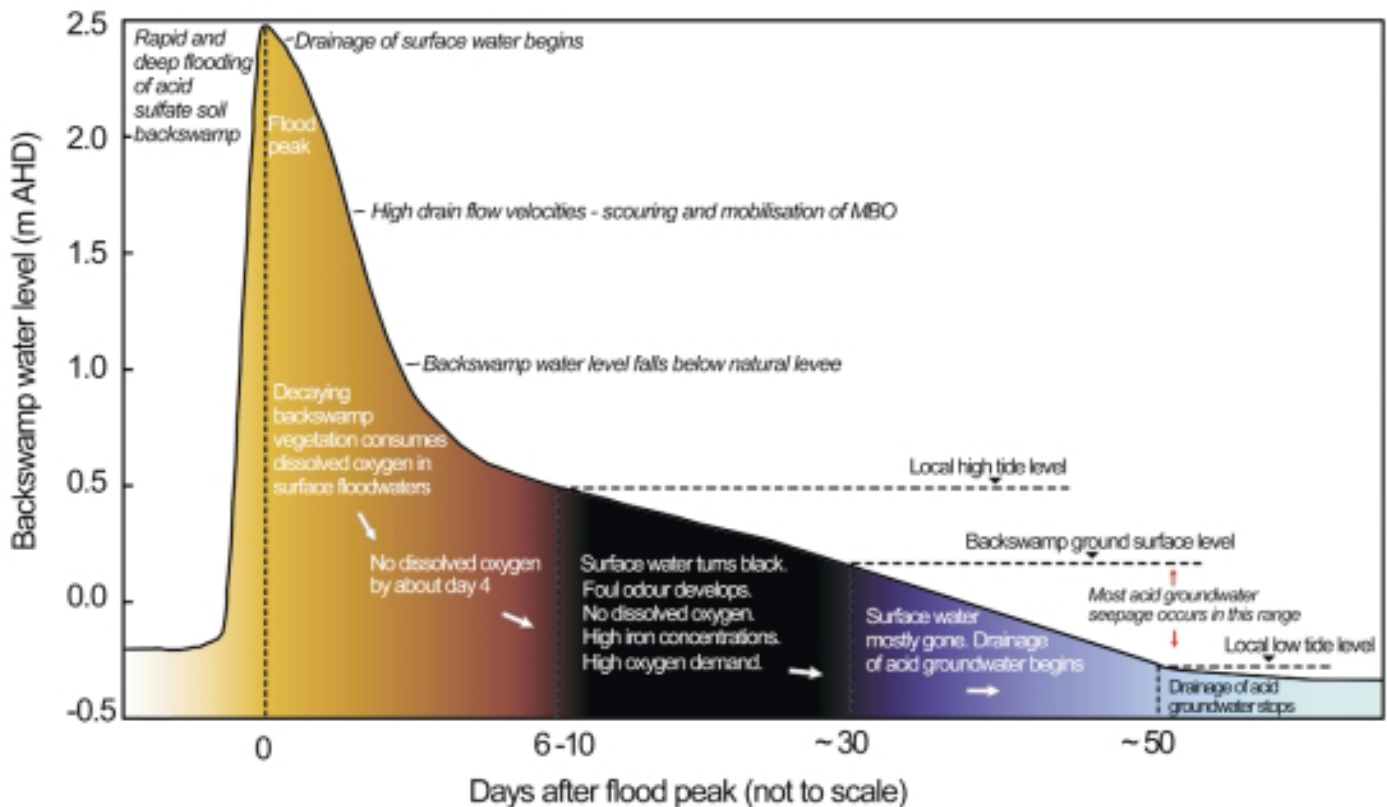 2.5
2.0
1.5
1.0
0.5
0.0
-0.5
Backswamp water level (m AHD)
Rapid and
deep flooding
of acid
sulfate soil
backswamp
Drainage of surface water begins
Flood
peak
High drain flow velocities - scouring and mobilisation of MBO
Backswamp water level falls below natural levee
Decaying
backswamp
vegetation consumes
dissolved oxygen in
surface floodwaters
No dissolved oxygen
by about day 4
Surface water turns black.
Foul odour develops.
No dissolved oxygen.
High iron concentrations.
High oxygen demand.
Local high tide level
Backswamp ground surface level
Most acid groundwater
seepage occurs in this range
Surface water
mostly gone. Drainage
of acid groundwater begins
Local low tide level
Drainage of acid
groundwater stops
0
6-10
~30
~50
Days after flood peak (not to scale)